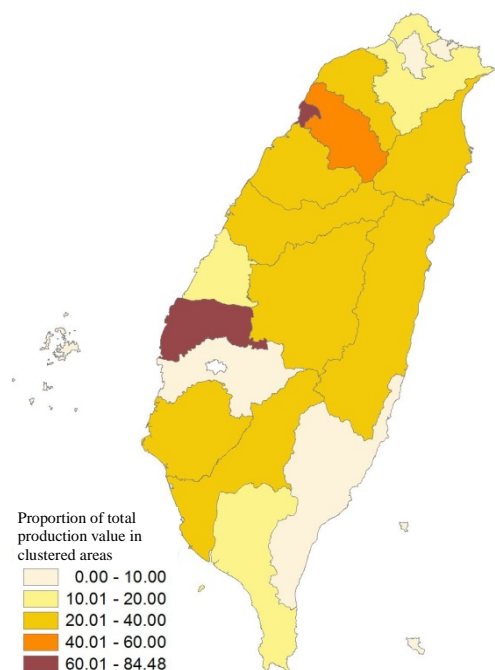 Proportion of total
production value in
clustered areas
0.00 - 10.00
10.01 - 20.00
20.01 - 40.00
40.01 - 60.00
60.01 - 84.48